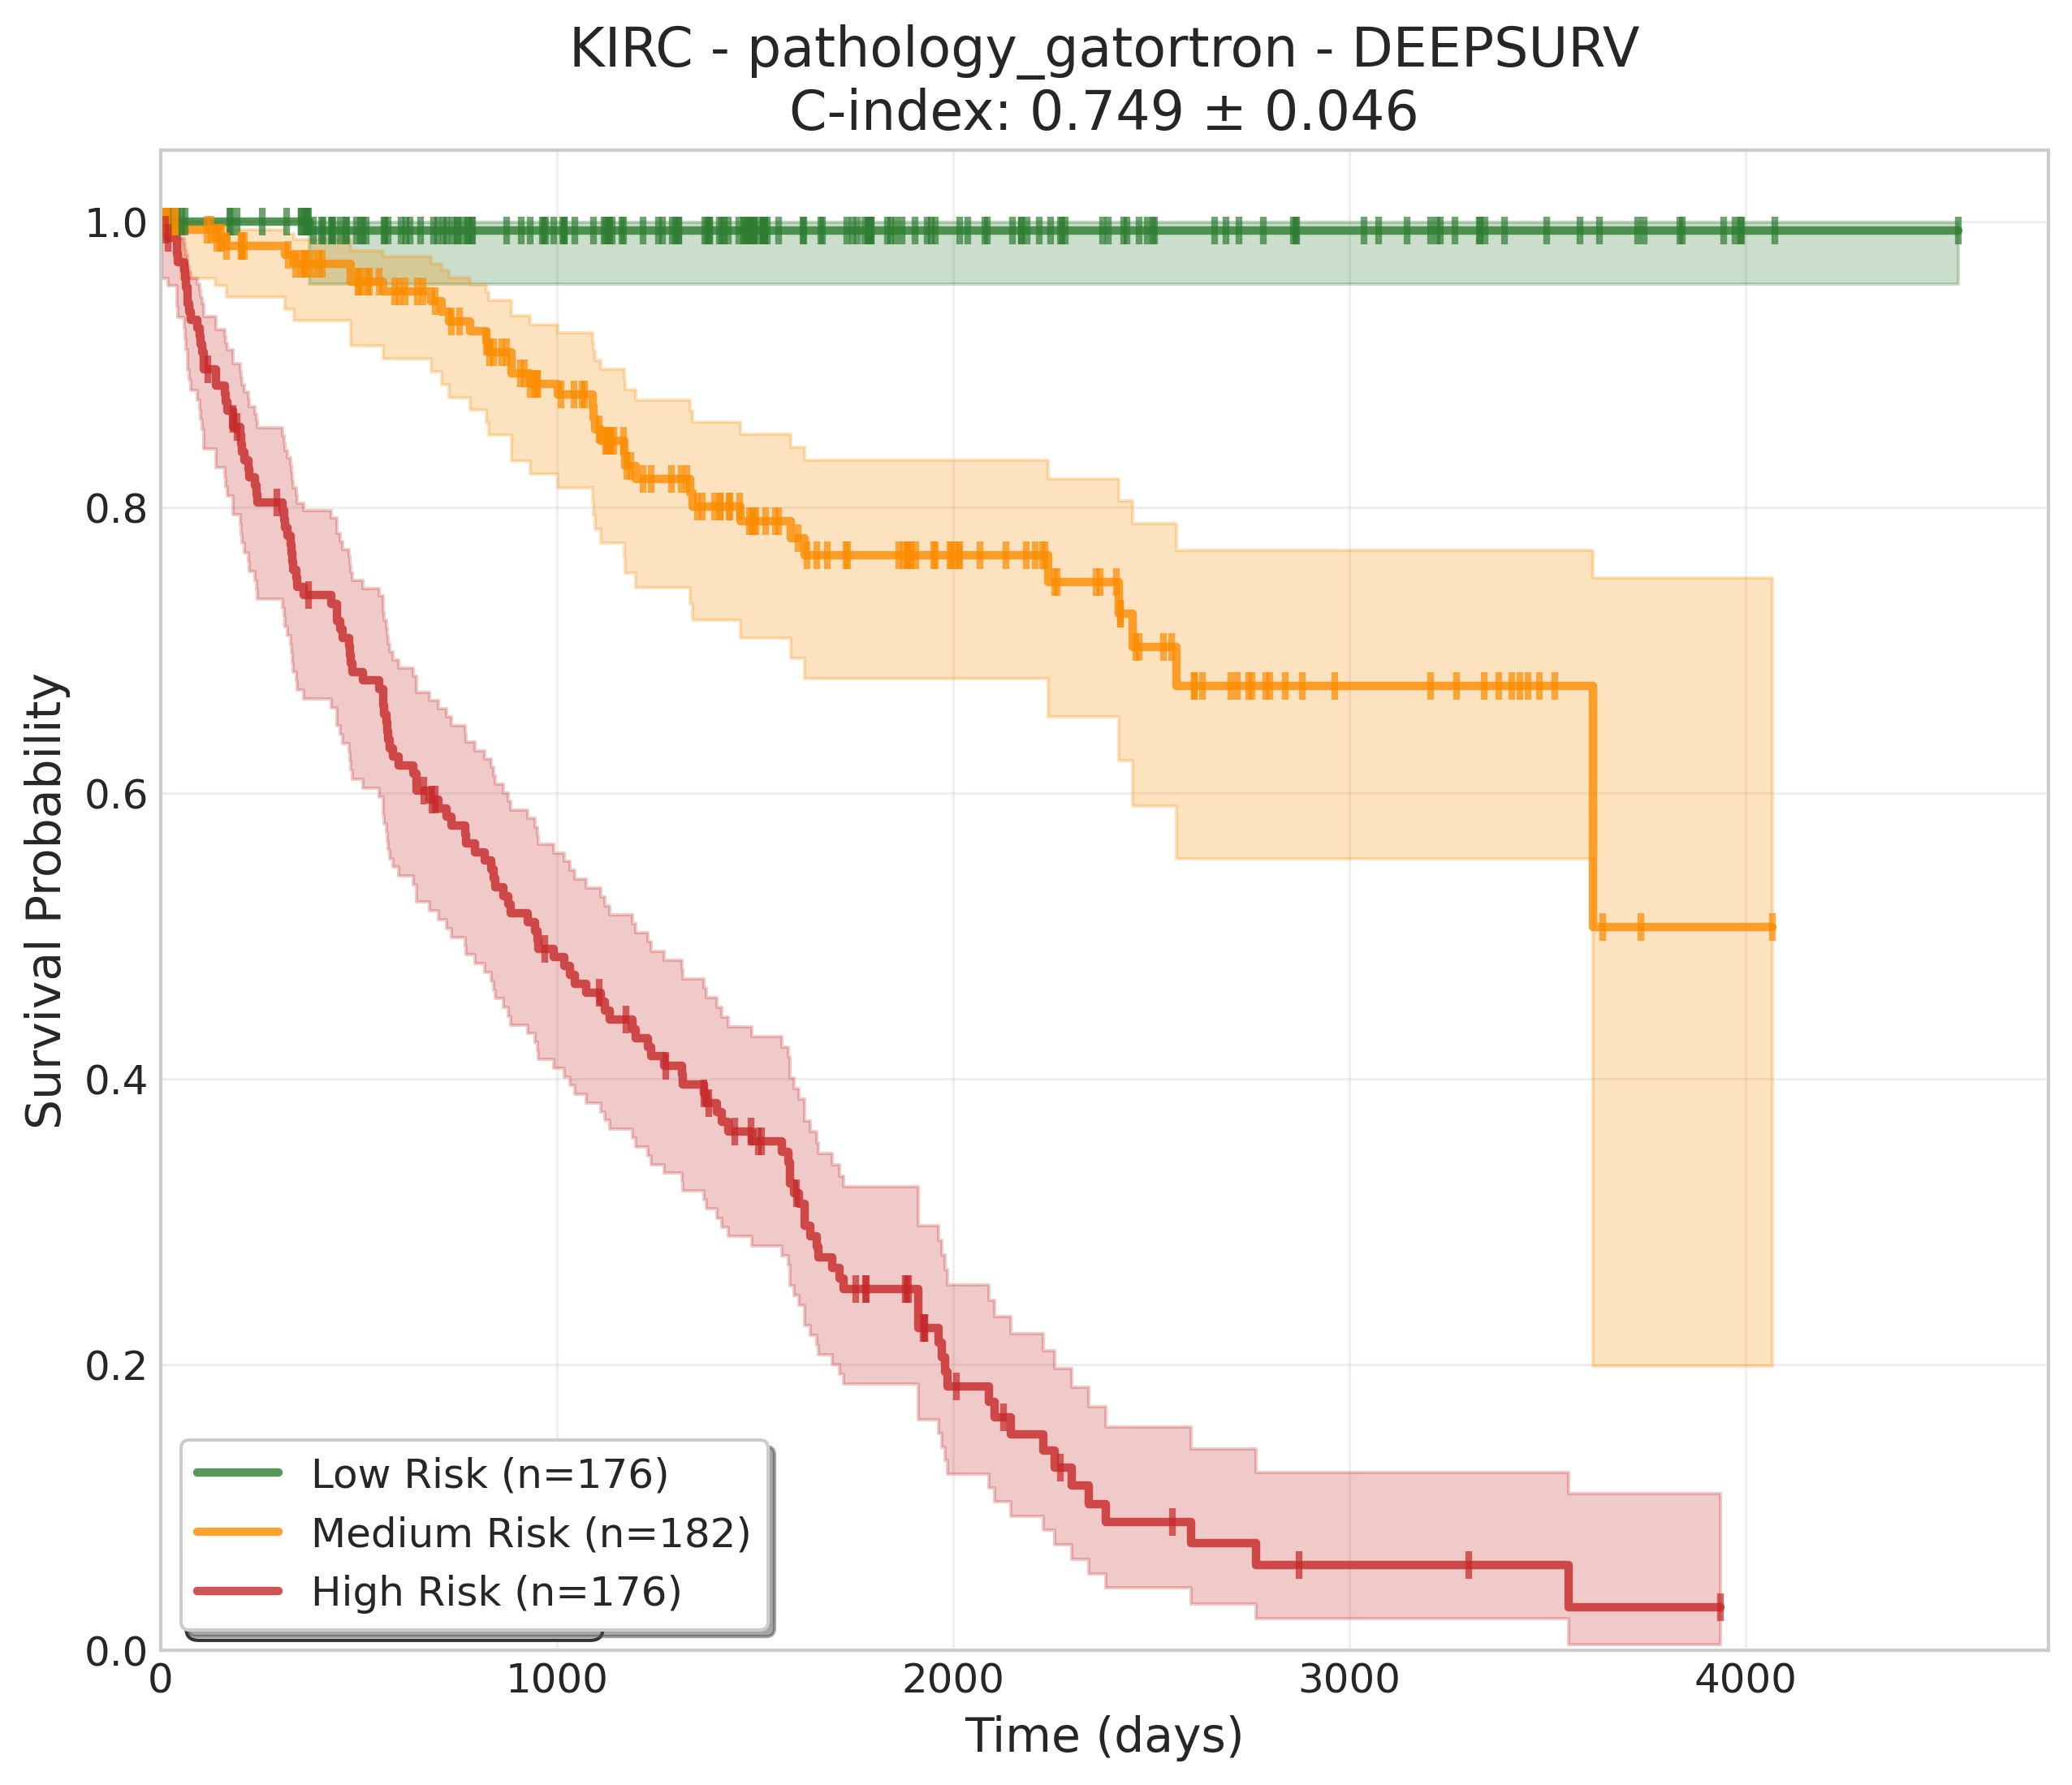 KIRC - pathology_gatortron - DEEPSURV
C-index: 0.749 ± 0.046
Survival Probability
1.0
0.8
0.6
0.4
0.2
0.0
Low Risk (n=176)
Medium Risk (n=182)
High Risk (n=176)
0 1000 2000 3000 4000
Time (days)